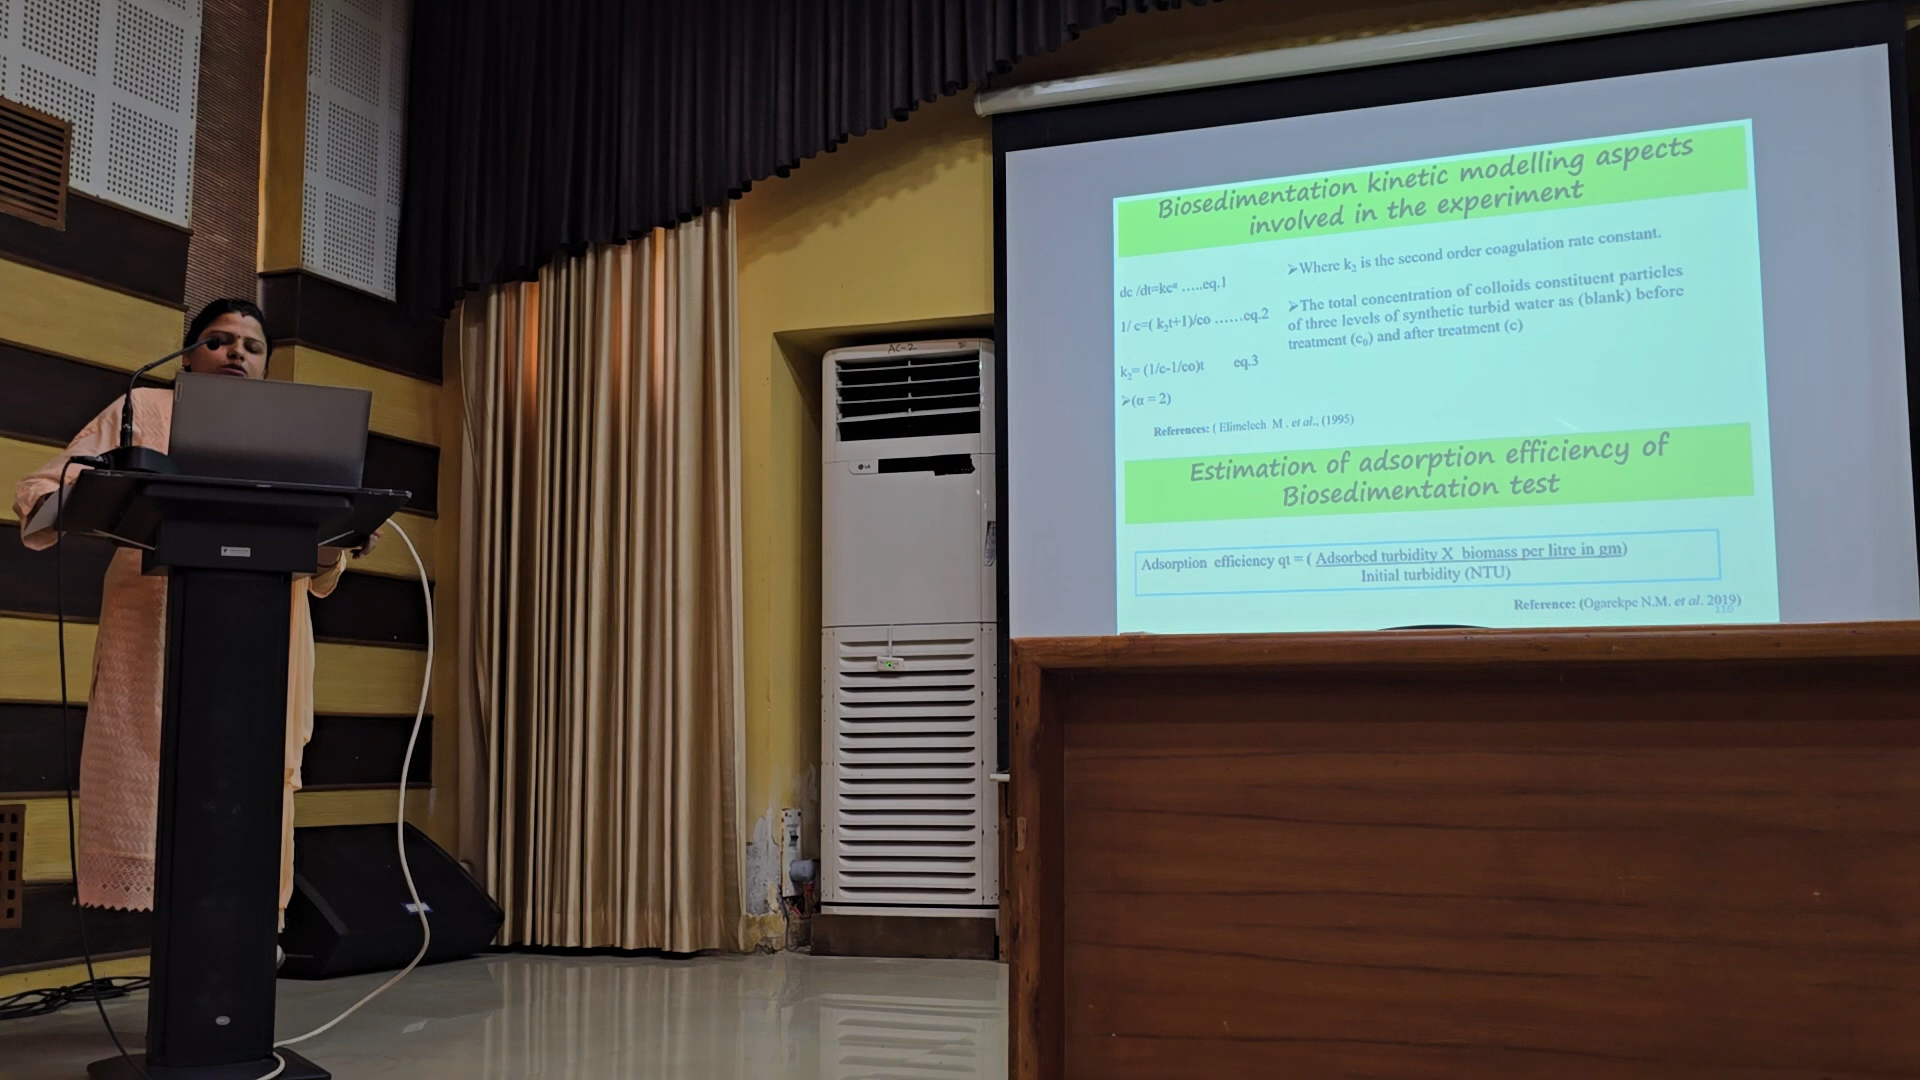 AC-2
LG
Biosedimentation kinetic modelling aspects
involved in the experiment
dc /dt=kcα .....eq.1
1/ c=( k₂t+1)/co ......eq.2
k₂= (1/c-1/co)t eq.3
➢(α = 2)
➢Where k₂ is the second order coagulation rate constant.
➢The total concentration of colloids constituent particles
of three levels of synthetic turbid water as (blank) before
treatment (c₀) and after treatment (c)
References: ( Elimelech M . et al., (1995)
Estimation of adsorption efficiency of
Biosedimentation test
Adsorption efficiency qt = ( Adsorbed turbidity X biomass per litre in gm)
Initial turbidity (NTU)
Reference: (Ogarekpe N.M. et al. 2019)
110